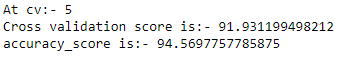 At cv:- 5
Cross validation score is:- 91.931199498212
accuracy_score is:- 94.5697757785875